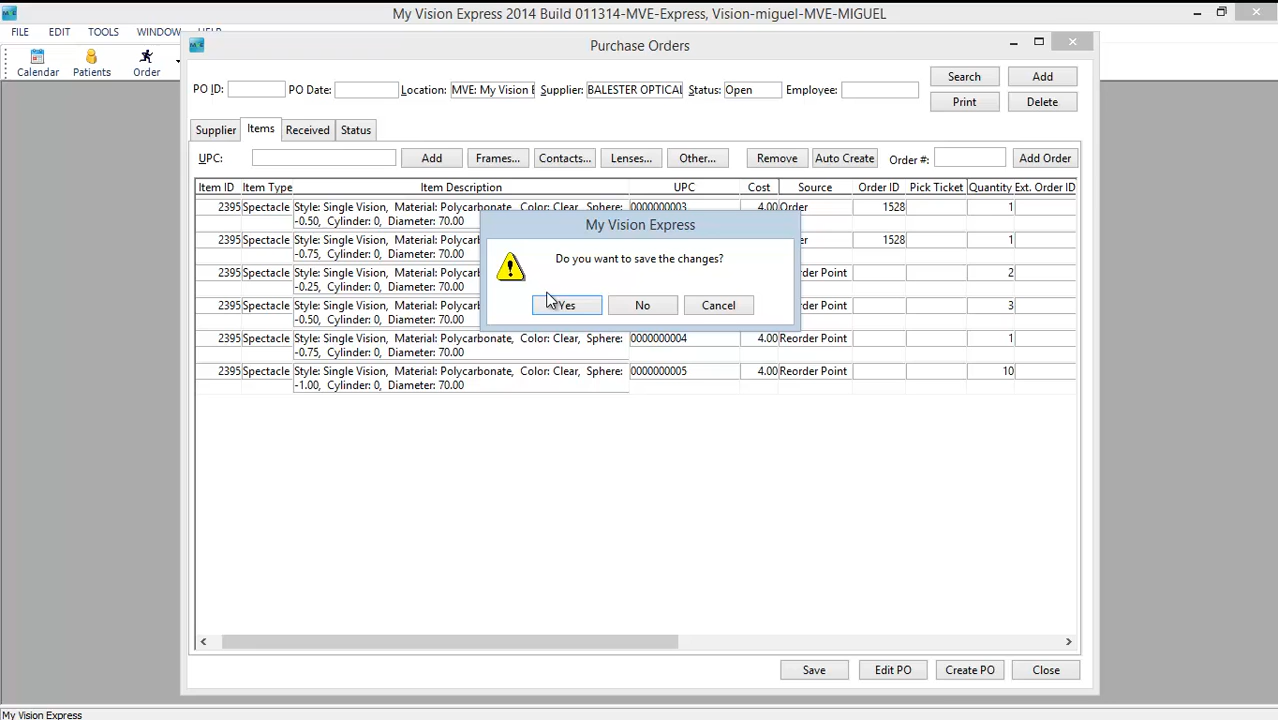 My Vision Express 2014 Build 011314-MVE-Express, Vision-miguel-MVE-MIGUEL
FILE EDIT TOOLS WINDOW HELP
Purchase Orders
Calendar Patients Order
PO ID: PO Date: Location: MVE: My Vision Supplier: BALESTER OPTICAL Status: Open Employee:
Search Add
Print Delete
Supplier Items Received Status
UPC: Add Frames... Contacts... Lenses... Other... Remove Auto Create Order #: Add Order
Item ID Item Type Item Description UPC Cost Source Order ID Pick Ticket Quantity Ext. Order ID
2395 Spectacle Style: Single Vision, Material: Polycarbonate, Color: Clear, Sphere: 0000000003 4.00 Order 1528 1
-0.50, Cylinder: 0, Diameter: 70.00
2395 Spectacle Style: Single Vision, Material: Polycarb 1528 1
-0.75, Cylinder: 0, Diameter: 70.00
2395 Spectacle Style: Single Vision, Material: Polycarb Point 2
-0.25, Cylinder: 0, Diameter: 70.00
2395 Spectacle Style: Single Vision, Material: Polycarb Point 3
-0.50, Cylinder: 0, Diameter: 70.00
2395 Spectacle Style: Single Vision, Material: Polycarbonate, Color: Clear, Sphere: 0000000004 4.00 Reorder Point 1
-0.75, Cylinder: 0, Diameter: 70.00
2395 Spectacle Style: Single Vision, Material: Polycarbonate, Color: Clear, Sphere: 0000000005 4.00 Reorder Point 10
-1.00, Cylinder: 0, Diameter: 70.00
My Vision Express
Do you want to save the changes?
Yes No Cancel
Save Edit PO Create PO Close
My Vision Express